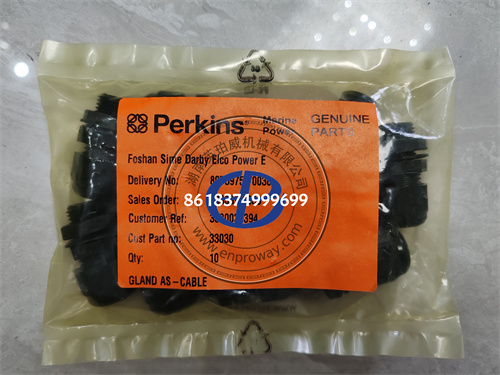 Perkins
Marine Power
GENUINE PARTS
Foshan Sime Darby Elco Power E
Delivery No:
Sales Order:
8618374999699
Customer Ref:
Cust Part no: 33030
Qty: 10
www.enproway.com
GLAND AS-CABLE